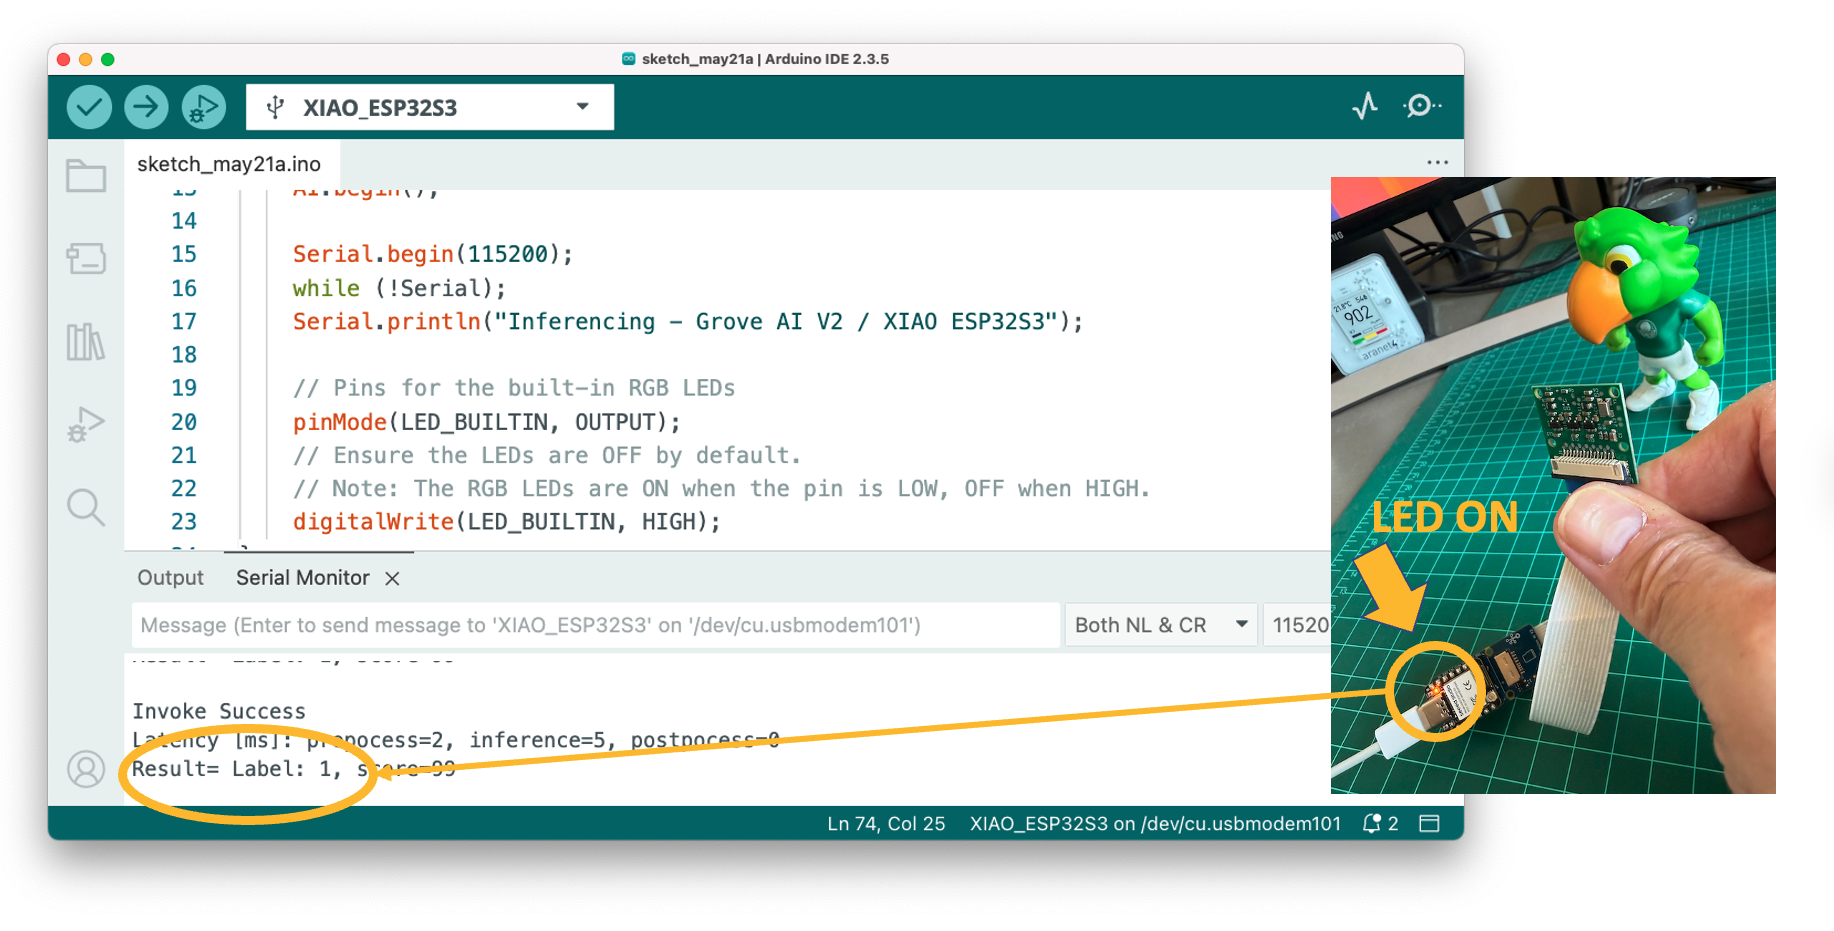 sketch_may21a | Arduino IDE 2.3.5
XIAO_ESP32S3
sketch_may21a.ino
13 AI.begin();
14
15 Serial.begin(115200);
16 while (!Serial);
17 Serial.println("Inferencing - Grove AI V2 / XIAO ESP32S3");
18
19 // Pins for the built-in RGB LEDs
20 pinMode(LED_BUILTIN, OUTPUT);
21 // Ensure the LEDs are OFF by default.
22 // Note: The RGB LEDs are ON when the pin is LOW, OFF when HIGH.
23 digitalWrite(LED_BUILTIN, HIGH);
24 }
Output
Serial Monitor
Message (Enter to send message to 'XIAO_ESP32S3' on '/dev/cu.usbmodem101')
Both NL & CR
11520
Invoke Success
Latency [ms]: prepocess=2, inference=5, postpocess=0
Result= Label: 1, score=99
Ln 74, Col 25
XIAO_ESP32S3 on /dev/cu.usbmodem101
2
902
aranet4
LED ON